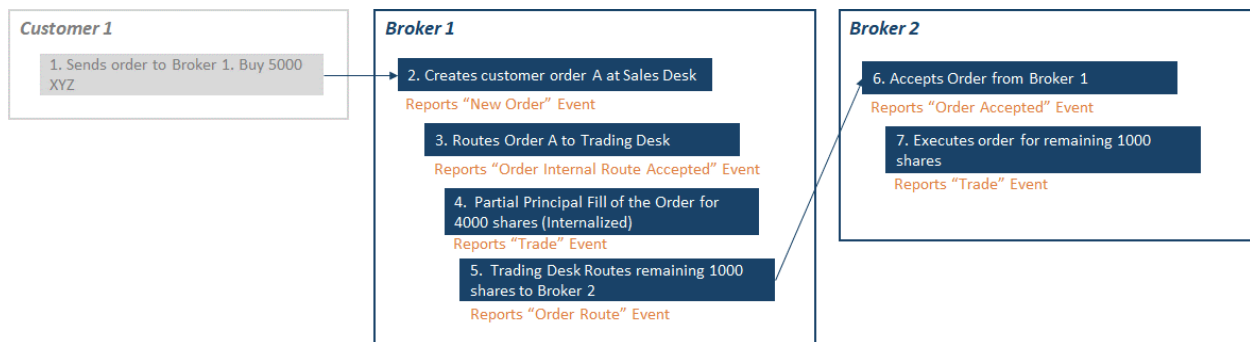 Customer 1
1. Sends order to Broker 1. Buy 5000
XYZ
Broker 1
2. Creates customer order A at Sales Desk
Reports “New Order” Event
3. Routes Order A to Trading Desk
Reports “Order Internal Route Accepted” Event
4. Partial Principal Fill of the Order for
4000 shares (Internalized)
Reports “Trade” Event
5. Trading Desk Routes remaining 1000
shares to Broker 2
Reports “Order Route” Event
Broker 2
6. Accepts Order from Broker 1
Reports “Order Accepted” Event
7. Executes order for remaining 1000
shares
Reports “Trade” Event